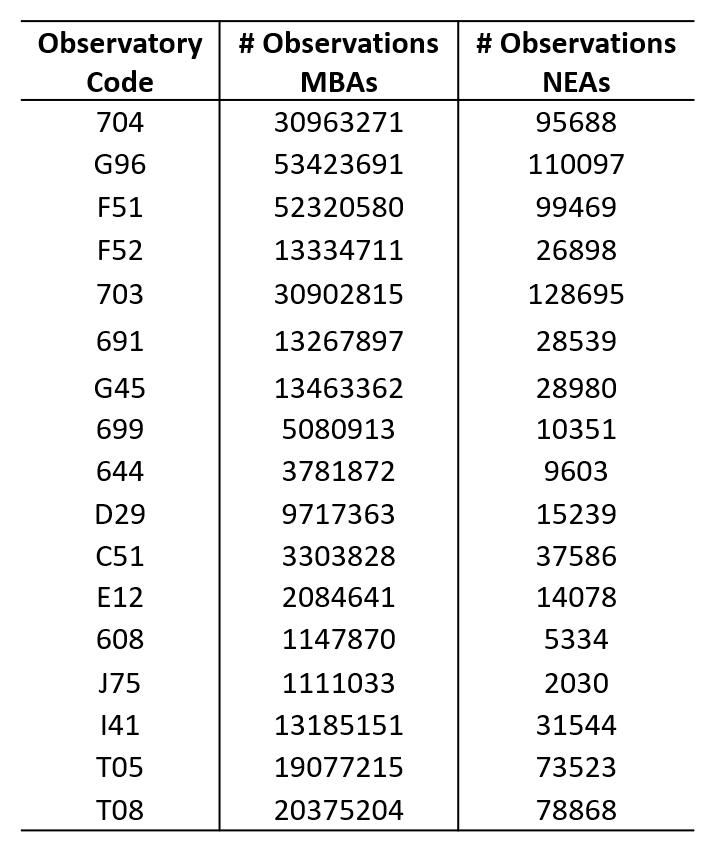 Observatory Code # Observations MBAs # Observations NEAs
704 30963271 95688
G96 53423691 110097
F51 52320580 99469
F52 13334711 26898
703 30902815 128695
691 13267897 28539
G45 13463362 28980
699 5080913 10351
644 3781872 9603
D29 9717363 15239
C51 3303828 37586
E12 2084641 14078
608 1147870 5334
J75 1111033 2030
I41 13185151 31544
T05 19077215 73523
T08 20375204 78868